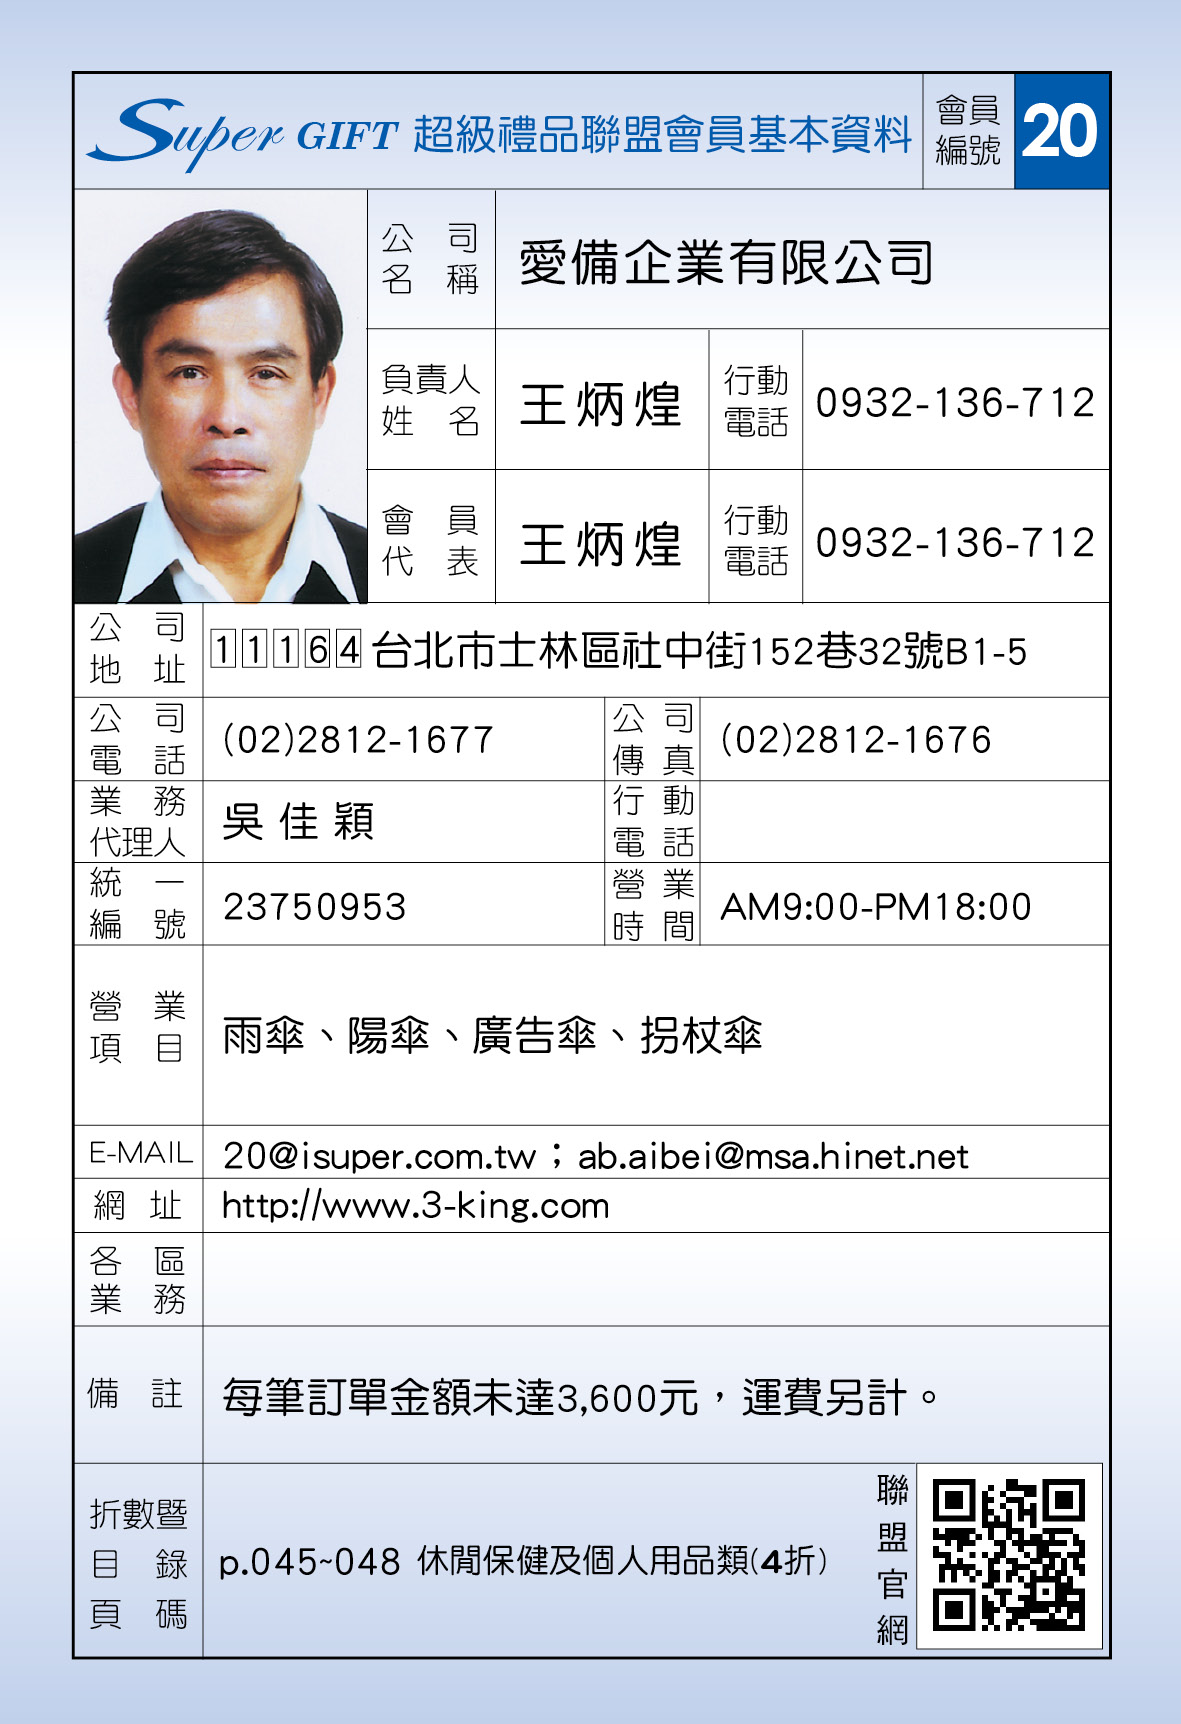 Super GIFT 超級禮品聯盟會員基本資料 會員編號 20
公司名稱 愛備企業有限公司
負責人姓名 王炳煌 行動電話 0932-136-712
會員代表 王炳煌 行動電話 0932-136-712
公司地址 11164 台北市士林區社中街152巷32號B1-5
公司電話 (02)2812-1677 公司傳真 (02)2812-1676
業務代理人 吳佳穎 行動電話
統一編號 23750953 營業時間 AM9:00-PM18:00
營業項目 雨傘、陽傘、廣告傘、拐杖傘
E-MAIL 20@isuper.com.tw；ab.aibei@msa.hinet.net
網址 http://www.3-king.com
各區業務
備註 每筆訂單金額未達3,600元，運費另計。
折數暨目錄頁碼 p.045~048 休閒保健及個人用品類(4折) 聯盟官網